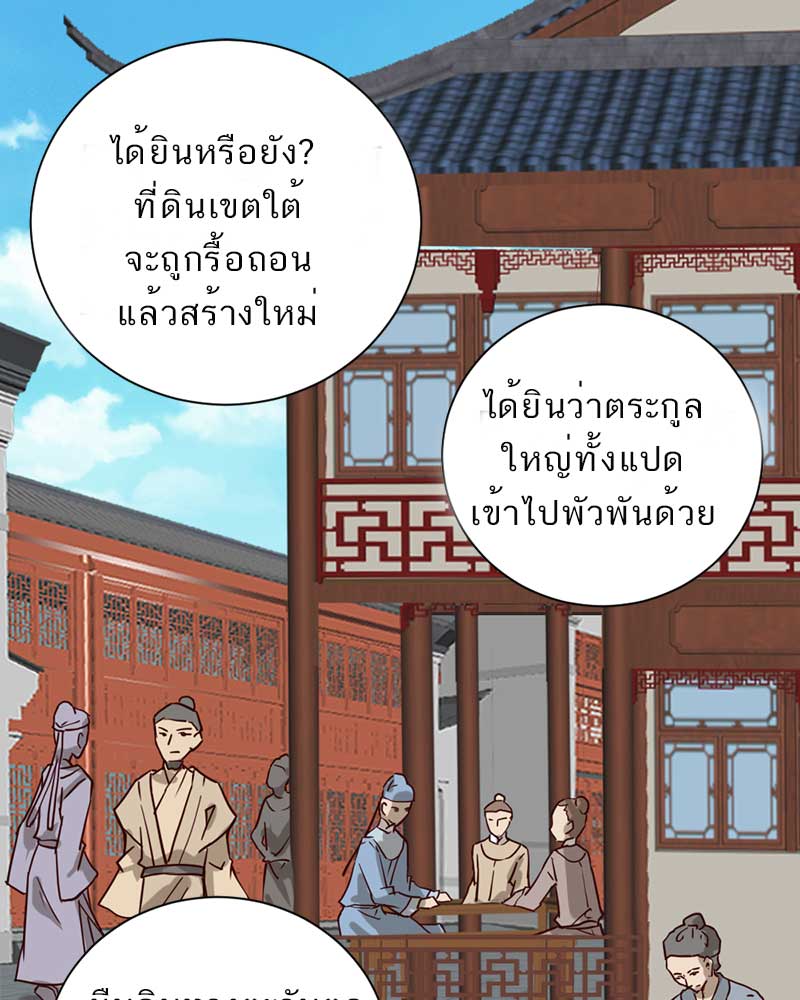 ได้ยินหรือยัง?
ที่ดินเขตใต้
จะถูกรื้อถอน
แล้วสร้างใหม่
ได้ยินว่าตระกูล
ใหญ่ทั้งแปด
เข้าไปพัวพันด้วย